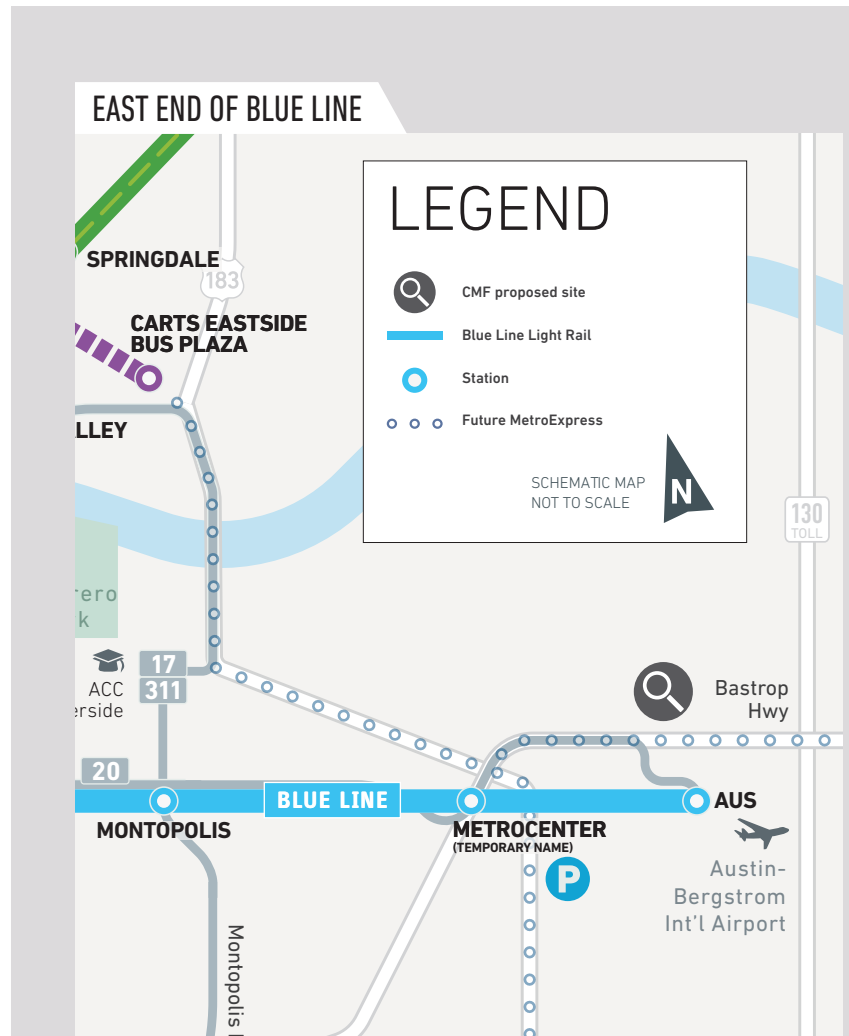 EAST END OF BLUE LINE
LEGEND
CMF proposed site
Blue Line Light Rail
Station
Future MetroExpress
SCHEMATIC MAP
NOT TO SCALE
N
SPRINGDALE
183
CARTS EASTSIDE
BUS PLAZA
LLEY
130
TOLL
rero
k
17
311
ACC
erside
Bastrop
Hwy
20
BLUE LINE
AUS
MONTOPOLIS
METROCENTER
(TEMPORARY NAME)
P
Austin-
Bergstrom
Int'l Airport
Montopolis